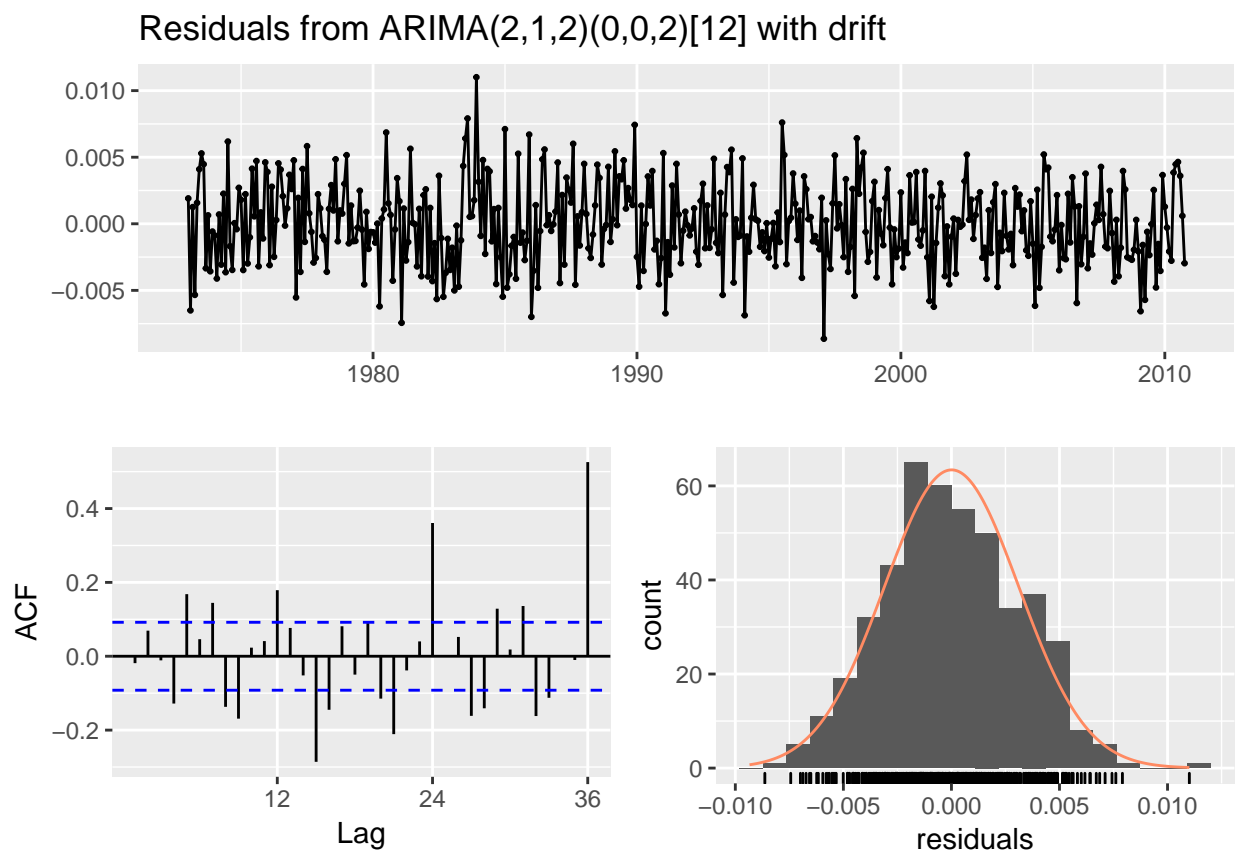 Residuals from ARIMA(2,1,2)(0,0,2)[12] with drift
0.010
0.005
0.000
−0.005
1980 1990 2000 2010
ACF
0.4
0.2
0.0
−0.2
12 24 36
Lag
count
60
40
20
0
−0.010 −0.005 0.000 0.005 0.010
residuals